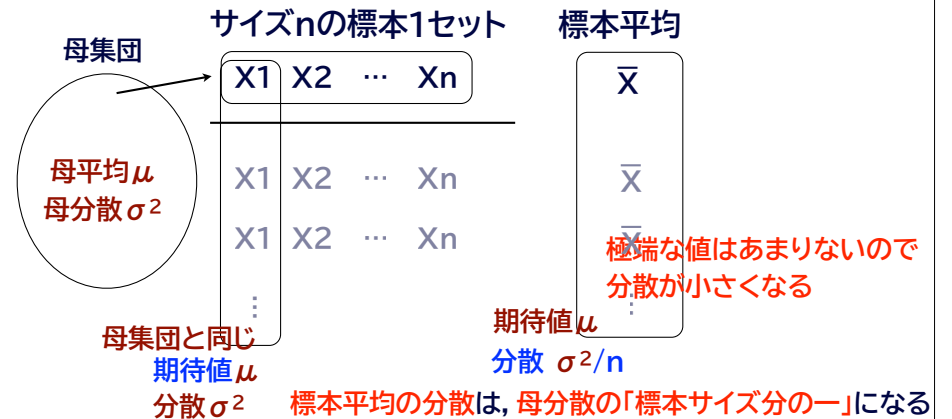 サイズnの標本1セット
標本平均
母集団
X1 X2 … Xn
X̅
母平均μ
母分散σ²
X1 X2 … Xn
X̅
X1 X2 … Xn
X̅
極端な値はあまりないので
分散が小さくなる
⋮
⋮
母集団と同じ
期待値μ
分散σ²
期待値μ
分散 σ²/n
標本平均の分散は, 母分散の「標本サイズ分の一」になる